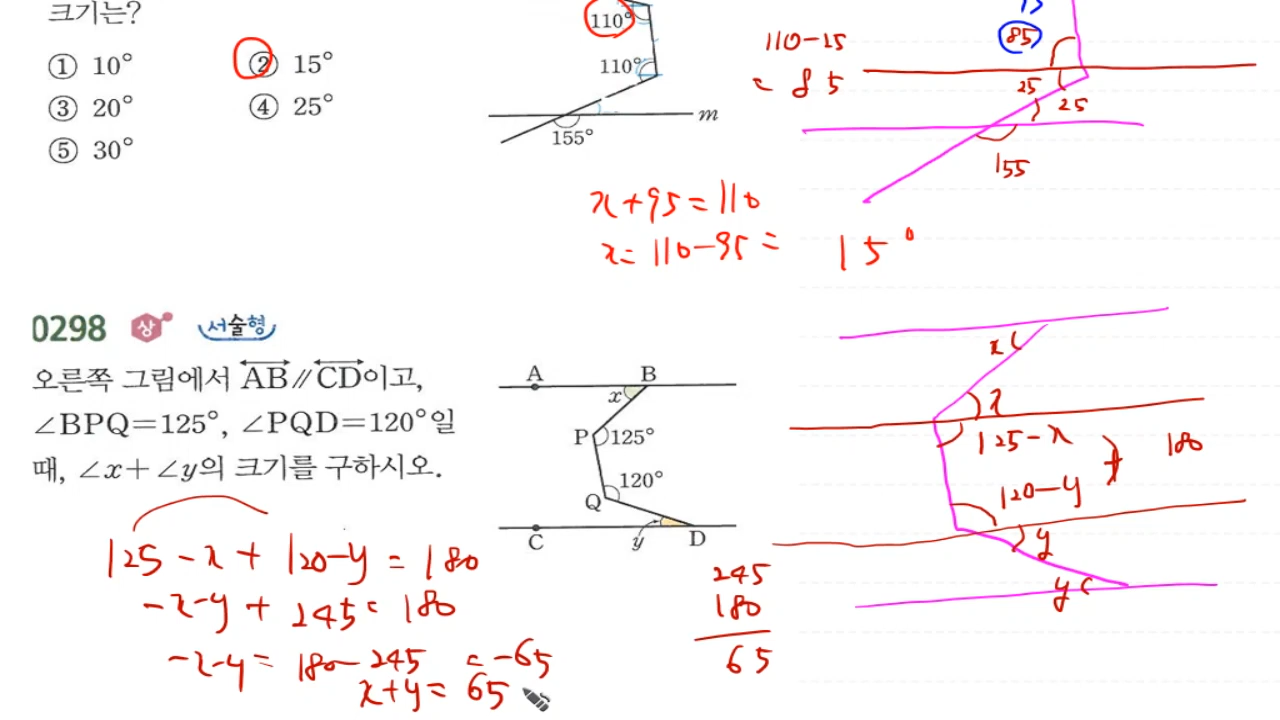 크기는?
① 10° ② 15°
③ 20° ④ 25°
⑤ 30°
110°
110°
m
155°
110-25
= 85
85
25
25
155
x+95=110
x=110-95= 15°
0298 상 서술형
오른쪽 그림에서 AB∥CD이고,
∠BPQ=125°, ∠PQD=120°일
때, ∠x+∠y의 크기를 구하시오.
A B
x
P 125°
120°
Q
C y D
x
x
125-x
180
+
120-y
y
y
125-x+120-y=180
-x-y+245=180
-x-y=180-245=-65
x+y=65
245
180
65